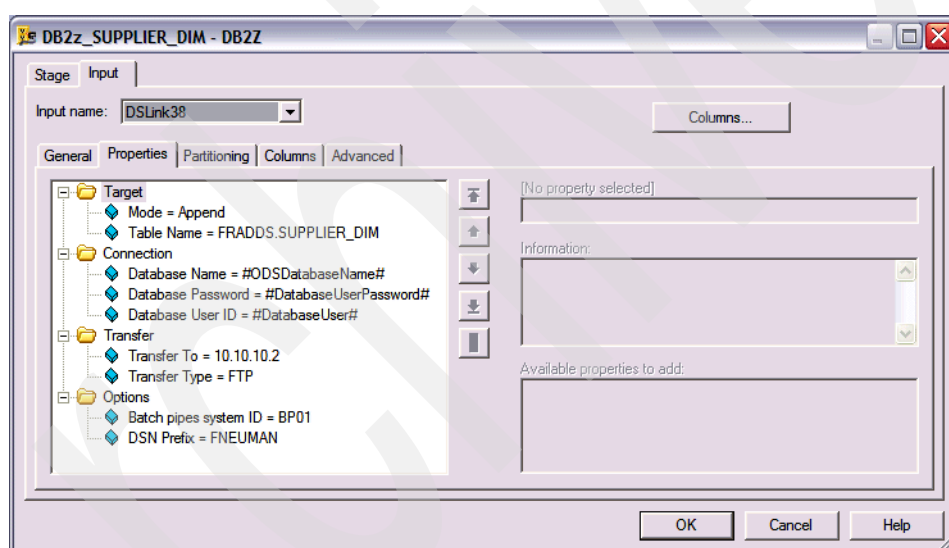 DB2z_SUPPLIER_DIM - DB2Z
Stage Input
Input name: DSLink38 Columns...
General Properties Partitioning Columns Advanced
Target
Mode = Append
Table Name = FRADDS.SUPPLIER_DIM
Connection
Database Name = #ODSDatabaseName#
Database Password = #DatabaseUserPassword#
Database User ID = #DatabaseUser#
Transfer
Transfer To = 10.10.10.2
Transfer Type = FTP
Options
Batch pipes system ID = BP01
DSN Prefix = FNEUMAN
[No property selected]
Information:
Available properties to add:
OK Cancel Help